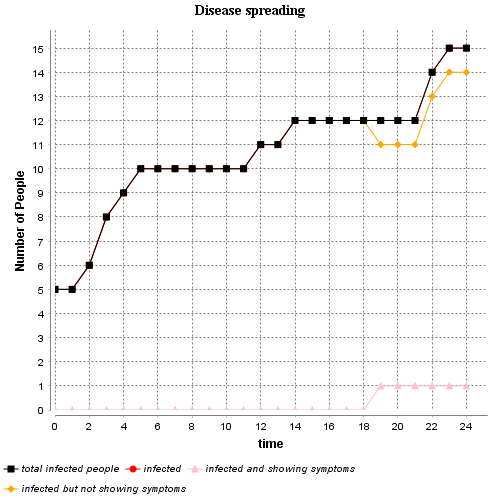 Disease spreading
15
14
13
12
11
10
9
8
7
6
5
4
3
2
1
0
Number of People
0 2 4 6 8 10 12 14 16 18 20 22 24
time
total infected people infected infected and showing symptoms
infected but not showing symptoms